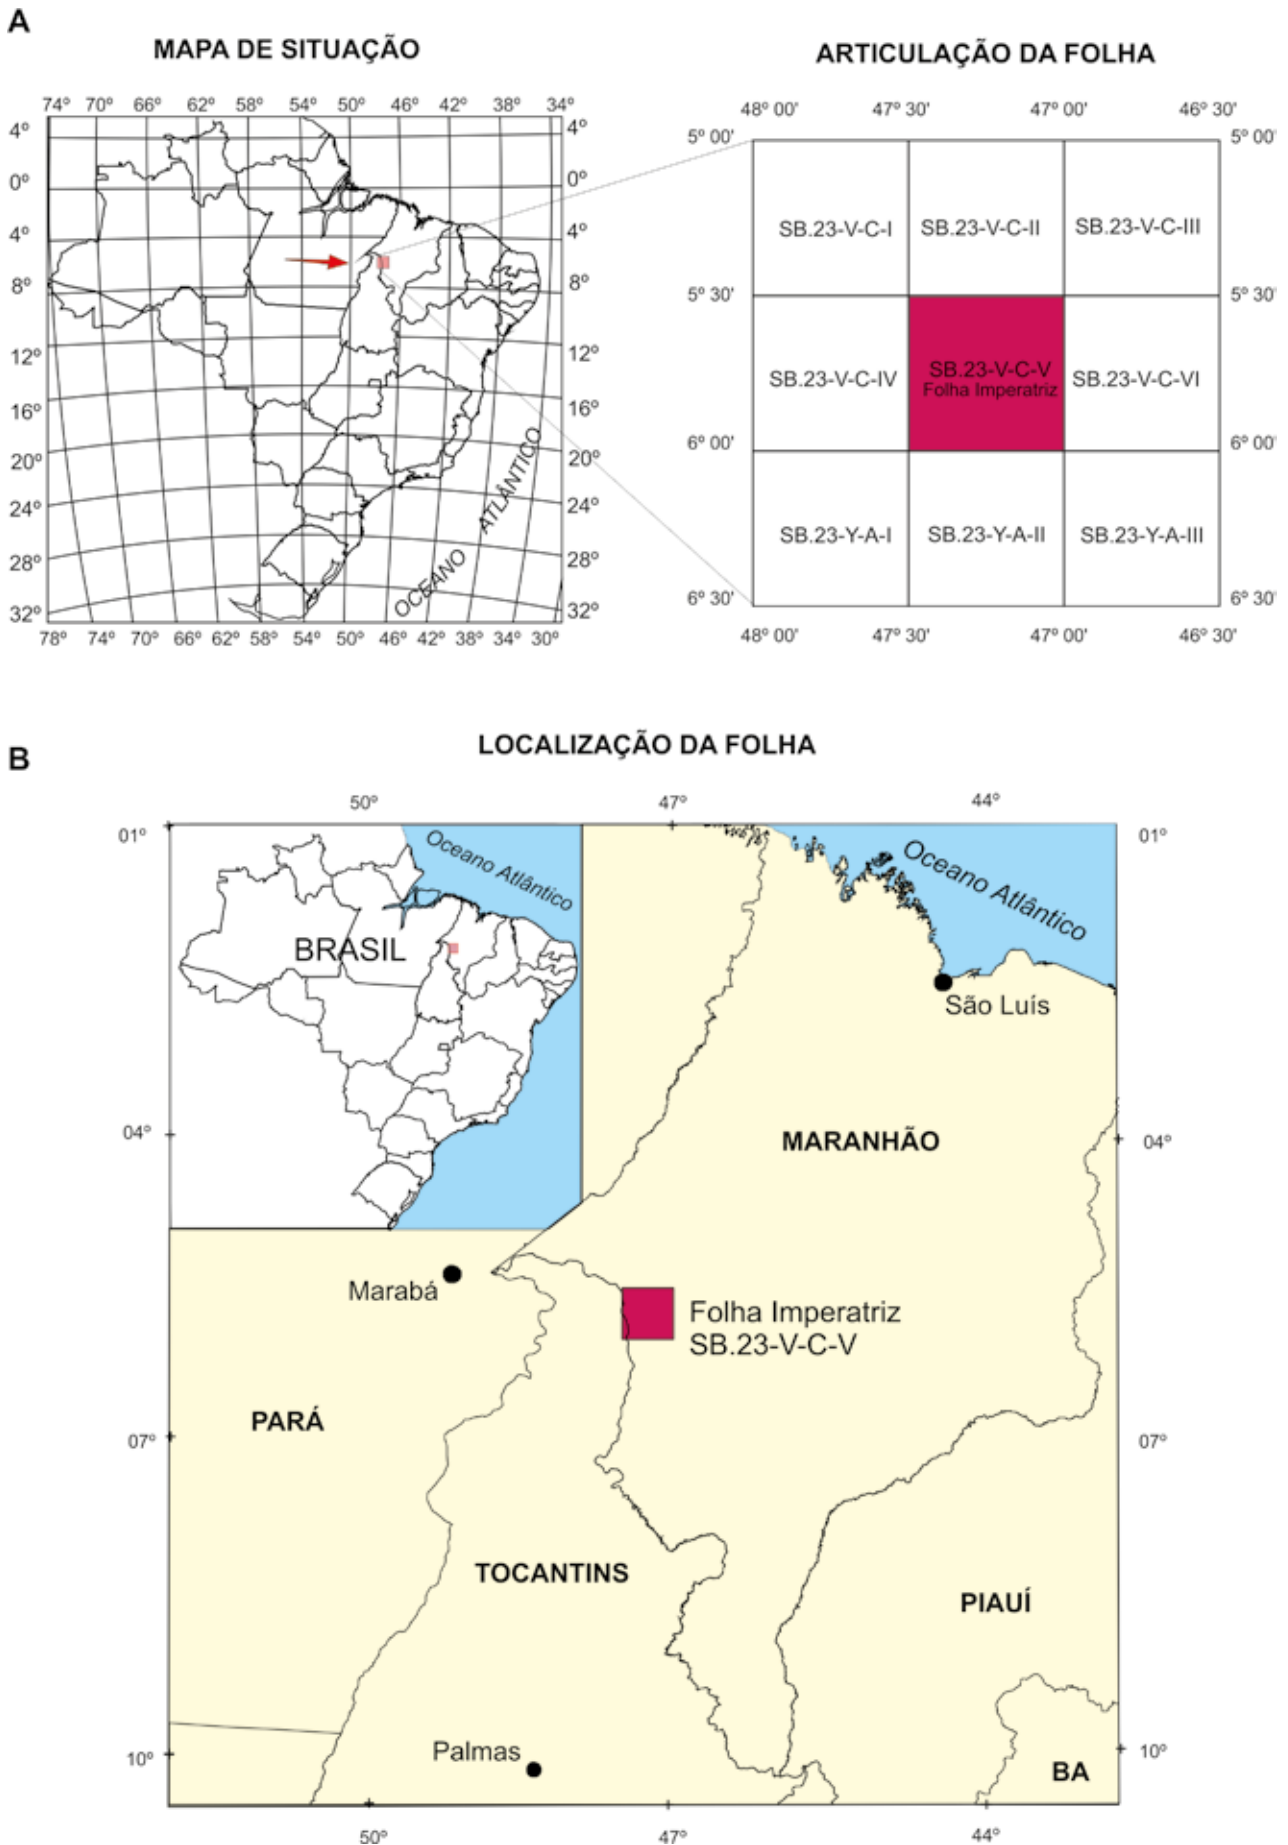 A
MAPA DE SITUAÇÃO
74º 70º 66º 62º 58º 54º 50º 46º 42º 38º 34º
4º 4º
0º 0º
4º 4º
8º 8º
12º 12º
16º 16º
20º 20º
24º 24º
28º 28º
32º 32º
78º 74º 70º 66º 62º 58º 54º 50º 46º 42º 38º 34º 30º
OCEANO ATLÂNTICO
ARTICULAÇÃO DA FOLHA
48º 00' 47º 30' 47º 00' 46º 30'
5º 00' 5º 00'
SB.23-V-C-I SB.23-V-C-II SB.23-V-C-III
5º 30' 5º 30'
SB.23-V-C-IV SB.23-V-C-V SB.23-V-C-VI
Folha Imperatriz
6º 00' 6º 00'
SB.23-Y-A-I SB.23-Y-A-II SB.23-Y-A-III
6º 30' 6º 30'
48º 00' 47º 30' 47º 00' 46º 30'
B
LOCALIZAÇÃO DA FOLHA
50º 47º 44º
01º 01º
Oceano Atlântico
Oceano Atlântico
BRASIL
São Luís
04º 04º
MARANHÃO
Marabá
Folha Imperatriz
SB.23-V-C-V
PARÁ
07º 07º
TOCANTINS
PIAUÍ
Palmas
10º 10º
BA
50º 47º 44º